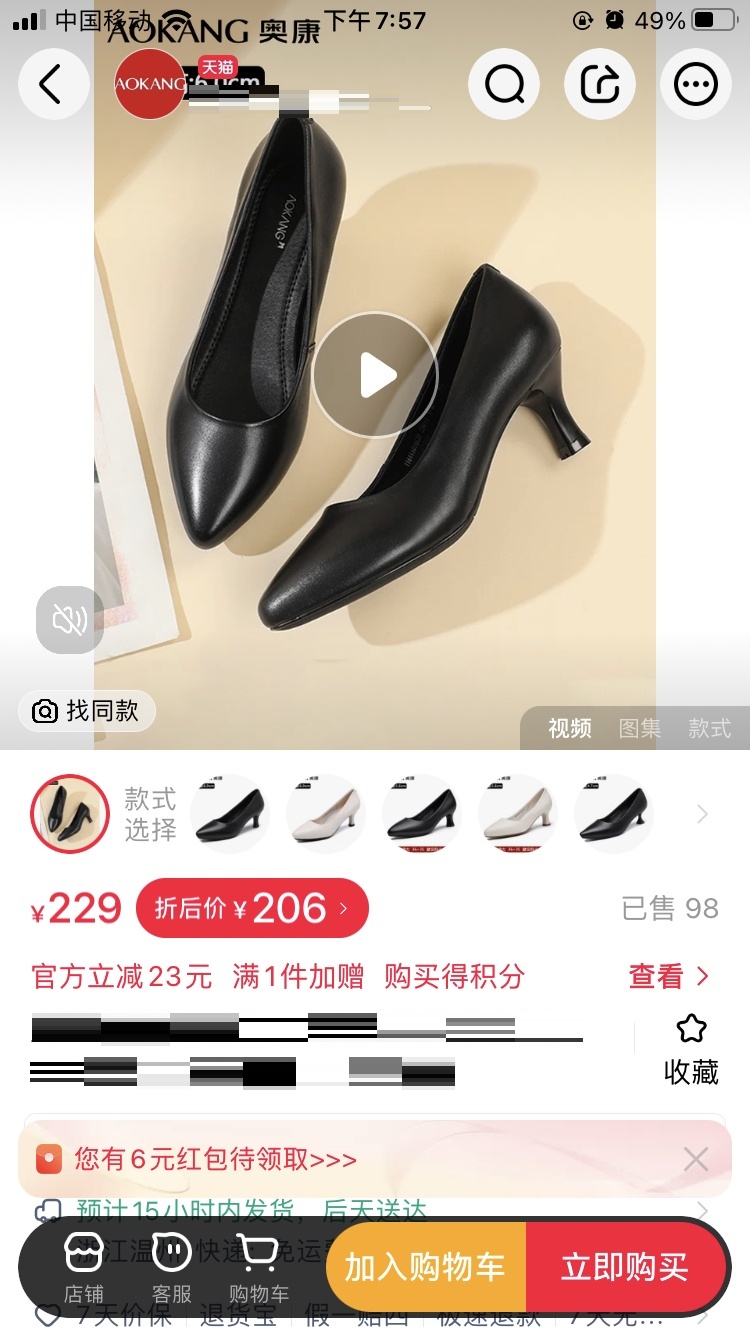 中国移动 下午7:57 49%
AOKANG 奥康
AOKANG 天猫
AOKANG
找同款
视频 图集 款式
款式
选择
¥229 折后价 ¥206 已售 98
官方立减23元 满1件加赠 购买得积分 查看
收藏
您有6元红包待领取>>>
预计15小时内发货，后天送达
浙江温州 快递：免运
店铺 客服 购物车 加入购物车 立即购买
7天价保 退货宝 假一赔四 极速退款 7天无...